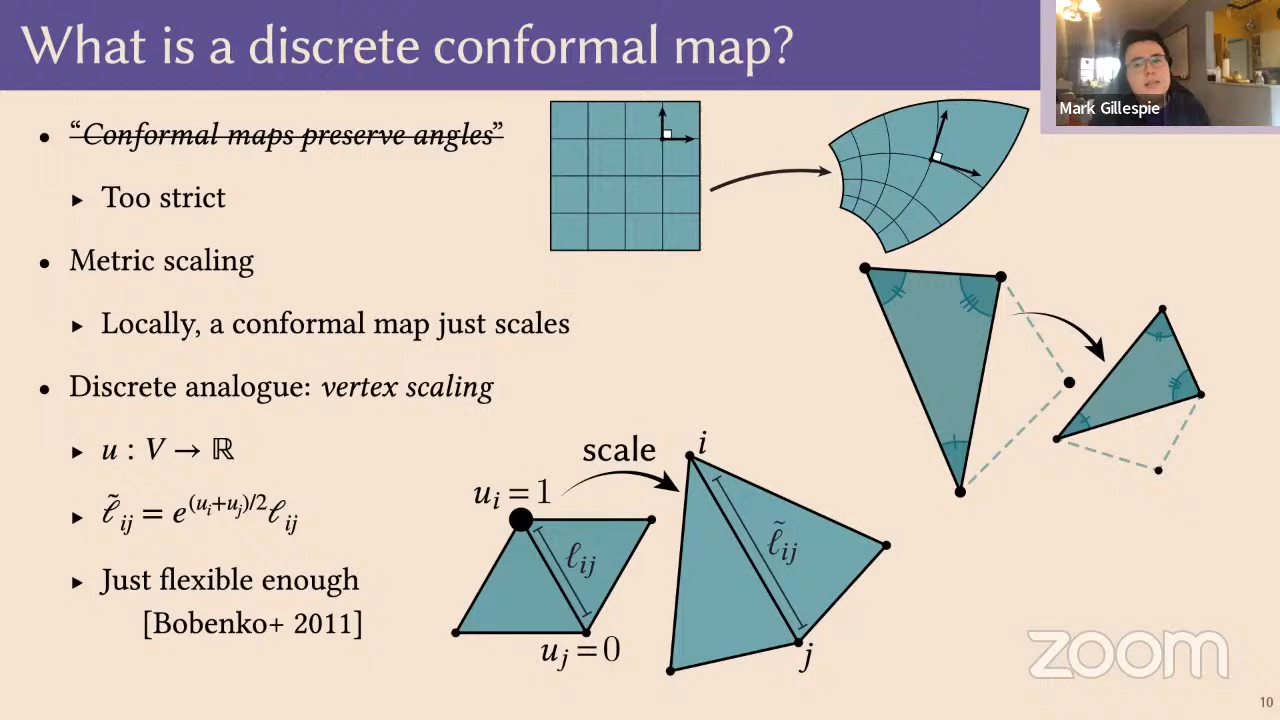 What is a discrete conformal map?
Mark Gillespie
• “Conformal maps preserve angles”
▸ Too strict
• Metric scaling
▸ Locally, a conformal map just scales
• Discrete analogue: vertex scaling
▸ u : V → ℝ
▸ ℓ̃ᵢⱼ = e^{(uᵢ+uⱼ)/2}ℓᵢⱼ
▸ Just flexible enough
[Bobenko+ 2011]
scale
i
uᵢ = 1
ℓᵢⱼ
ℓ̃ᵢⱼ
uⱼ = 0
j
zoom
10